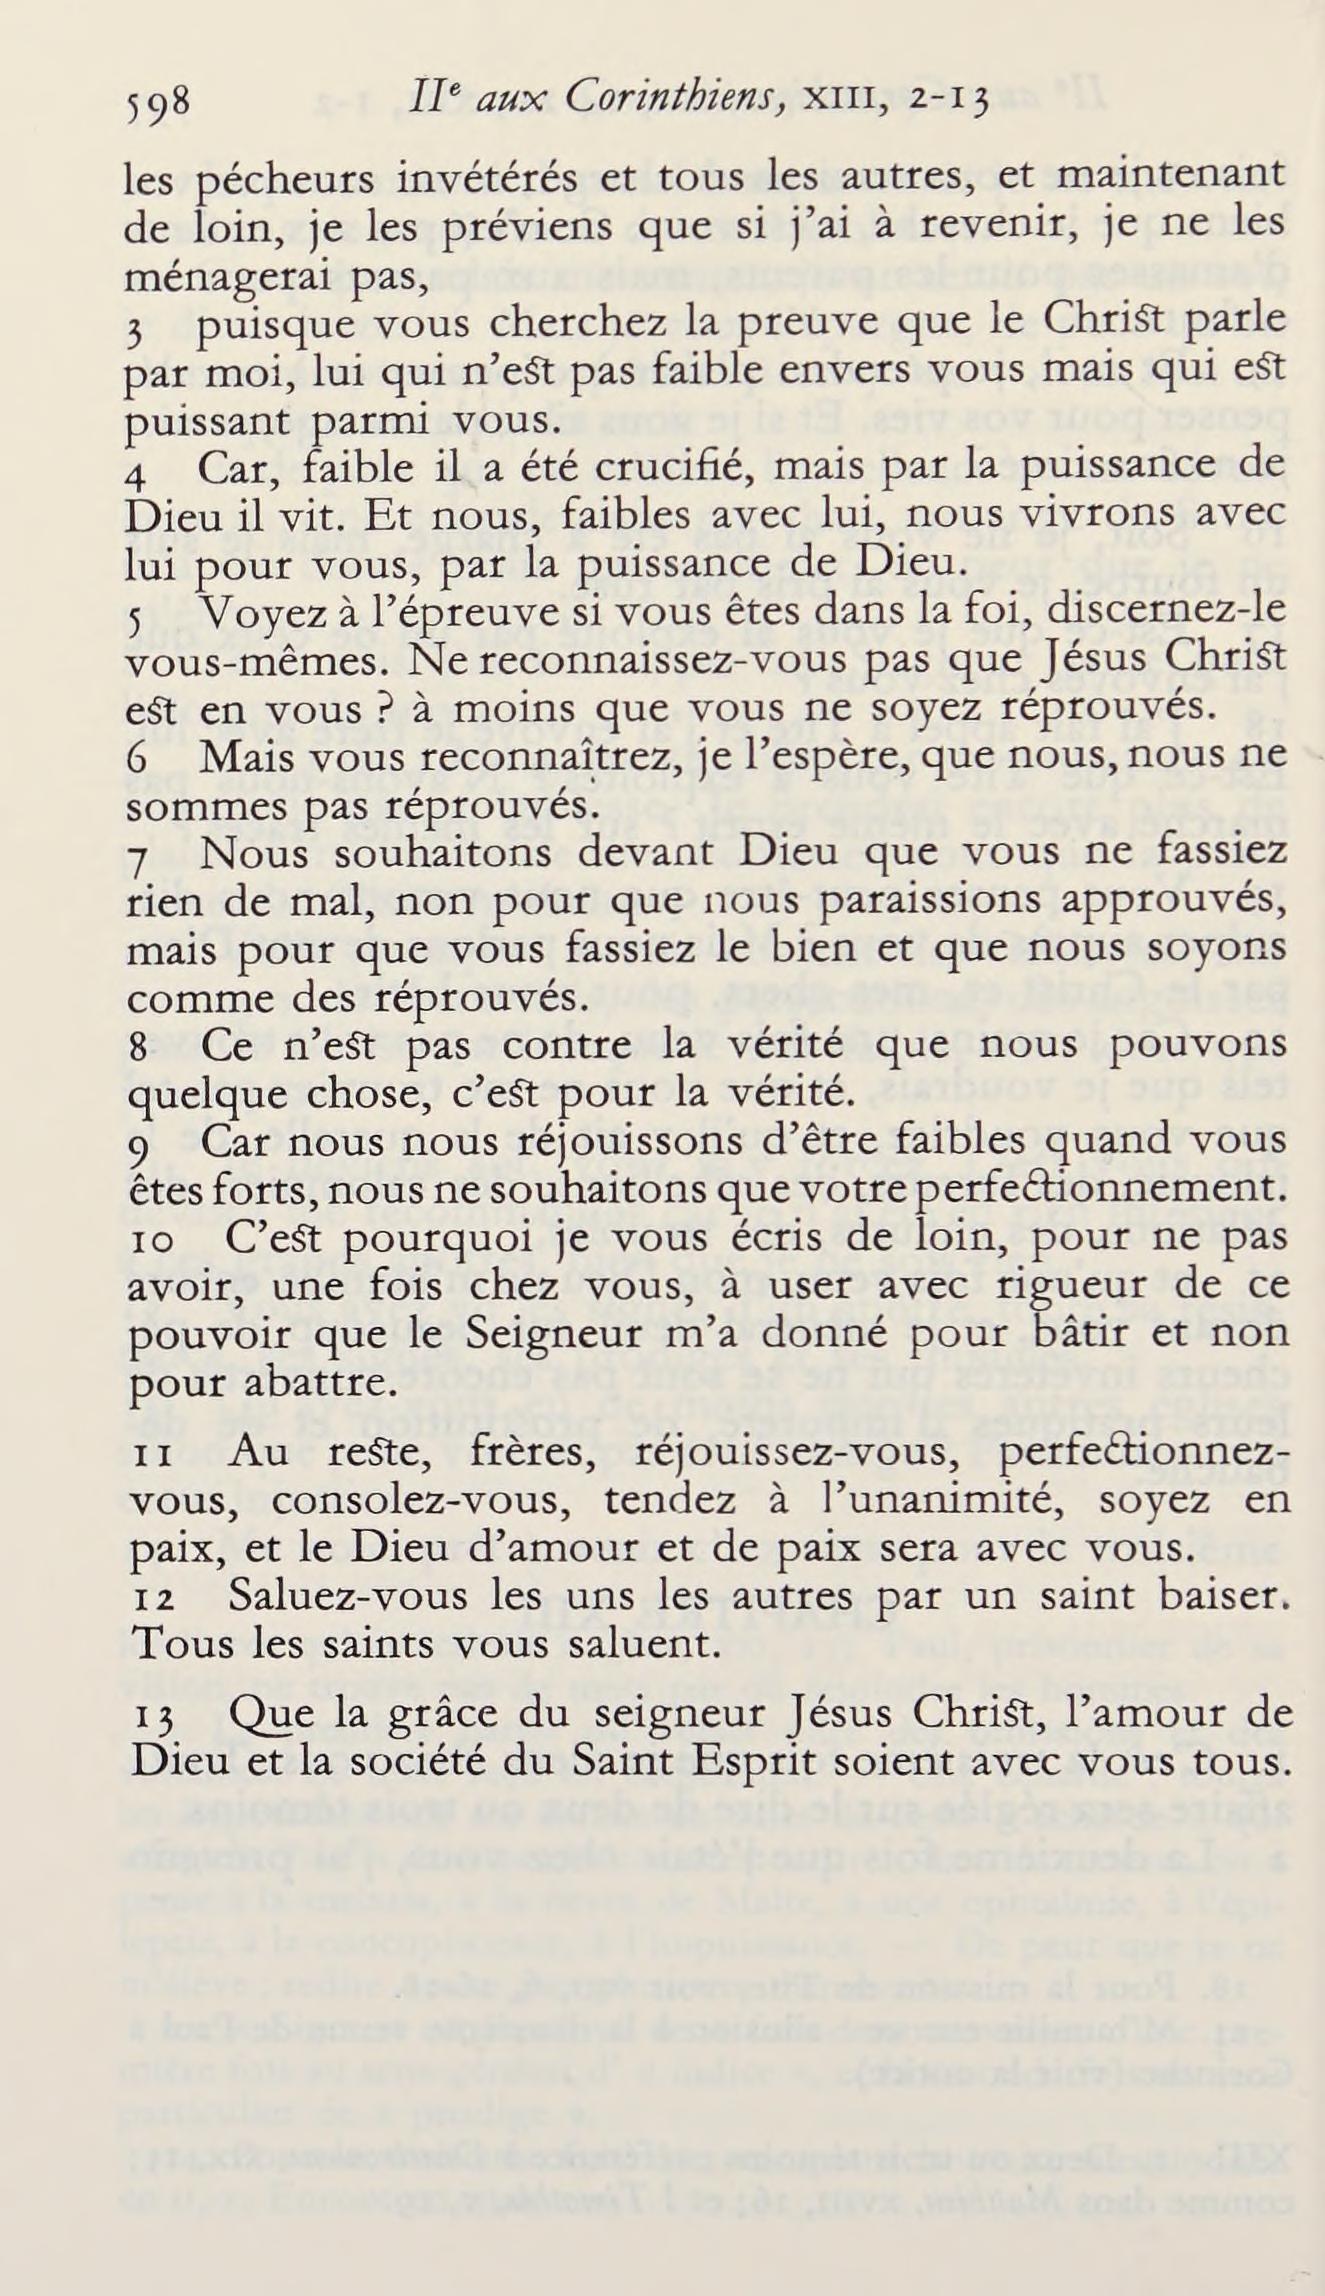 598 IIe aux Corinthiens, XIII, 2-13
les pécheurs invétérés et tous les autres, et maintenant
de loin, je les préviens que si j’ai à revenir, je ne les
ménagerai pas,
3 puisque vous cherchez la preuve que le Christ parle
par moi, lui qui n’est pas faible envers vous mais qui est
puissant parmi vous.
4 Car, faible il a été crucifié, mais par la puissance de
Dieu il vit. Et nous, faibles avec lui, nous vivrons avec
lui pour vous, par la puissance de Dieu.
5 Voyez à l’épreuve si vous êtes dans la foi, discernez-le
vous-mêmes. Ne reconnaissez-vous pas que Jésus Christ
est en vous ? à moins que vous ne soyez réprouvés.
6 Mais vous reconnaîtrez, je l’espère, que nous, nous ne
sommes pas réprouvés.
7 Nous souhaitons devant Dieu que vous ne fassiez
rien de mal, non pour que nous paraissions approuvés,
mais pour que vous fassiez le bien et que nous soyons
comme des réprouvés.
8 Ce n’est pas contre la vérité que nous pouvons
quelque chose, c’est pour la vérité.
9 Car nous nous réjouissons d’être faibles quand vous
êtes forts, nous ne souhaitons que votre perfectionnement.
10 C’est pourquoi je vous écris de loin, pour ne pas
avoir, une fois chez vous, à user avec rigueur de ce
pouvoir que le Seigneur m’a donné pour bâtir et non
pour abattre.
11 Au reste, frères, réjouissez-vous, perfectionnez-
vous, consolez-vous, tendez à l’unanimité, soyez en
paix, et le Dieu d’amour et de paix sera avec vous.
12 Saluez-vous les uns les autres par un saint baiser.
Tous les saints vous saluent.
13 Que la grâce du seigneur Jésus Christ, l’amour de
Dieu et la société du Saint Esprit soient avec vous tous.